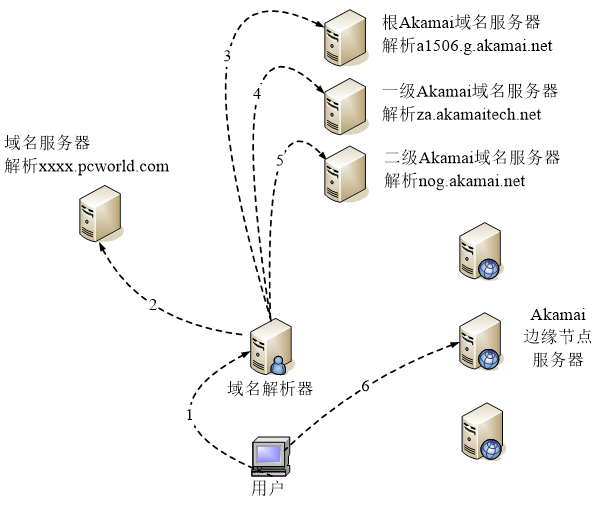 根Akamai域名服务器
解析a1506.g.akamai.net
3
4
一级Akamai域名服务器
解析za.akamaitech.net
域名服务器
解析xxxx.pcworld.com
5
二级Akamai域名服务器
解析nog.akamai.net
2
Akamai
边缘节点
服务器
域名解析器
6
1
用户